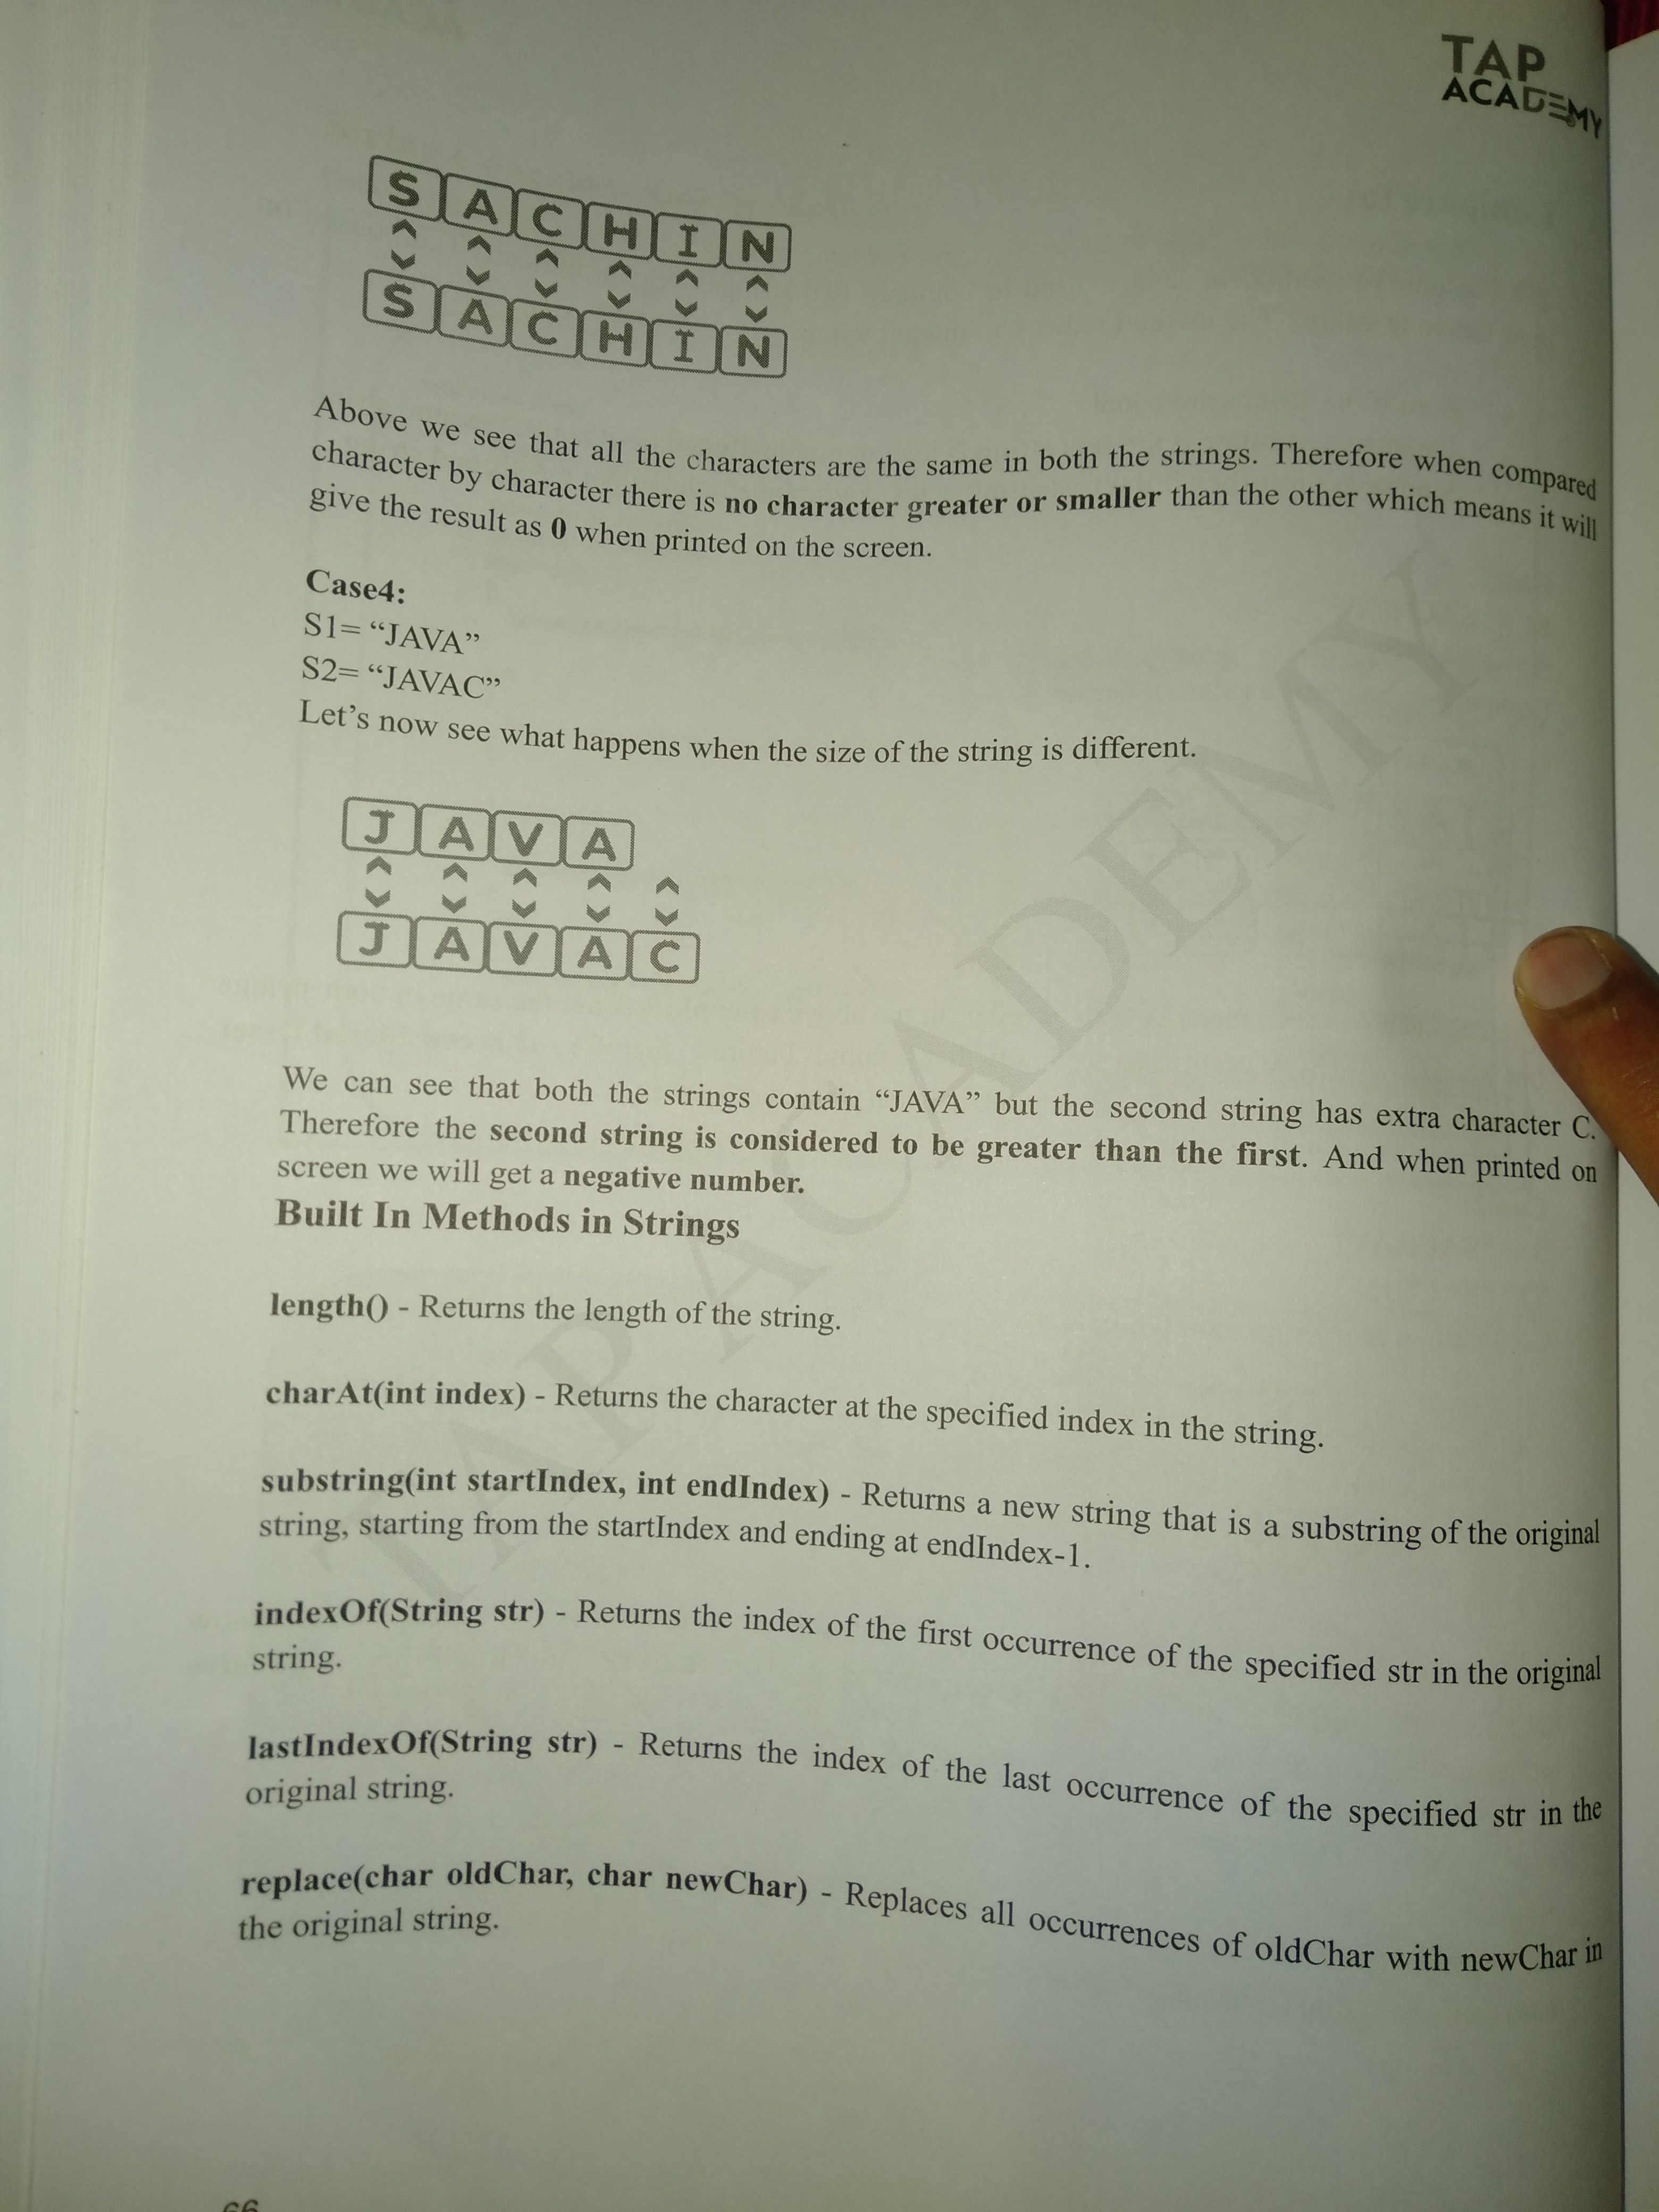 TAP
ACADEMY
S A C H I N
S A C H I N
Above we see that all the characters are the same in both the strings. Therefore when compared
character by character there is no character greater or smaller than the other which means it will
give the result as 0 when printed on the screen.
Case4:
S1= “JAVA”
S2= “JAVAC”
Let’s now see what happens when the size of the string is different.
J A V A
J A V A C
We can see that both the strings contain “JAVA” but the second string has extra character C.
Therefore the second string is considered to be greater than the first. And when printed on
screen we will get a negative number.
Built In Methods in Strings
length() - Returns the length of the string.
charAt(int index) - Returns the character at the specified index in the string.
substring(int startIndex, int endIndex) - Returns a new string that is a substring of the original
string, starting from the startIndex and ending at endIndex-1.
indexOf(String str) - Returns the index of the first occurrence of the specified str in the original
string.
lastIndexOf(String str) - Returns the index of the last occurrence of the specified str in the
original string.
replace(char oldChar, char newChar) - Replaces all occurrences of oldChar with newChar in
the original string.
TAP ACADEMY